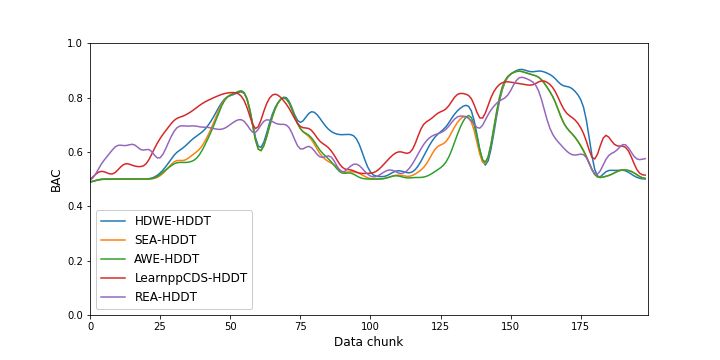 1.0
0.8
0.6
0.4
0.2
0.0
BAC
HDWE-HDDT
SEA-HDDT
AWE-HDDT
LearnppCDS-HDDT
REA-HDDT
0 25 50 75 100 125 150 175
Data chunk